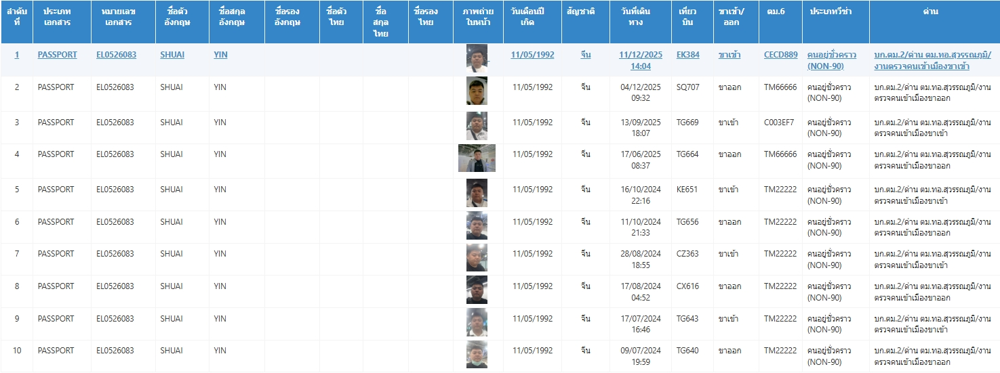 ลำดับที่ ประเภทเอกสาร หมายเลขเอกสาร ชื่อตัวอังกฤษ ชื่อสกุลอังกฤษ ชื่อรองอังกฤษ ชื่อตัวไทย ชื่อสกุลไทย ชื่อรองไทย ภาพถ่ายใบหน้า วันเดือนปีเกิด สัญชาติ วันที่เดินทาง เที่ยวบิน ขาเข้า/ออก ตม.6 ประเภทวีซ่า ด่าน
1 PASSPORT EL0526083 SHUAI YIN 11/05/1992 จีน 11/12/2025 14:04 EK384 ขาเข้า CECD889 คนอยู่ชั่วคราว (NON-90) บก.ตม.2/ด่าน ตม.ทอ.สุวรรณภูมิ/งานตรวจคนเข้าเมืองขาเข้า
2 PASSPORT EL0526083 SHUAI YIN 11/05/1992 จีน 04/12/2025 09:32 SQ707 ขาออก TM66666 คนอยู่ชั่วคราว (NON-90) บก.ตม.2/ด่าน ตม.ทอ.สุวรรณภูมิ/งานตรวจคนเข้าเมืองขาออก
3 PASSPORT EL0526083 SHUAI YIN 11/05/1992 จีน 13/09/2025 18:07 TG669 ขาเข้า C003EF7 คนอยู่ชั่วคราว (NON-90) บก.ตม.2/ด่าน ตม.ทอ.สุวรรณภูมิ/งานตรวจคนเข้าเมืองขาเข้า
4 PASSPORT EL0526083 SHUAI YIN 11/05/1992 จีน 17/06/2025 08:37 TG664 ขาออก TM66666 คนอยู่ชั่วคราว (NON-90) บก.ตม.2/ด่าน ตม.ทอ.สุวรรณภูมิ/งานตรวจคนเข้าเมืองขาออก
5 PASSPORT EL0526083 SHUAI YIN 11/05/1992 จีน 16/10/2024 22:16 KE651 ขาเข้า TM22222 คนอยู่ชั่วคราว (NON-90) บก.ตม.2/ด่าน ตม.ทอ.สุวรรณภูมิ/งานตรวจคนเข้าเมืองขาเข้า
6 PASSPORT EL0526083 SHUAI YIN 11/05/1992 จีน 11/10/2024 21:33 TG656 ขาออก TM22222 คนอยู่ชั่วคราว (NON-90) บก.ตม.2/ด่าน ตม.ทอ.สุวรรณภูมิ/งานตรวจคนเข้าเมืองขาออก
7 PASSPORT EL0526083 SHUAI YIN 11/05/1992 จีน 28/08/2024 18:55 CZ363 ขาเข้า TM22222 คนอยู่ชั่วคราว (NON-90) บก.ตม.2/ด่าน ตม.ทอ.สุวรรณภูมิ/งานตรวจคนเข้าเมืองขาเข้า
8 PASSPORT EL0526083 SHUAI YIN 11/05/1992 จีน 17/08/2024 04:52 CX616 ขาออก TM22222 คนอยู่ชั่วคราว (NON-90) บก.ตม.2/ด่าน ตม.ทอ.สุวรรณภูมิ/งานตรวจคนเข้าเมืองขาออก
9 PASSPORT EL0526083 SHUAI YIN 11/05/1992 จีน 17/07/2024 16:46 TG643 ขาเข้า TM22222 คนอยู่ชั่วคราว (NON-90) บก.ตม.2/ด่าน ตม.ทอ.สุวรรณภูมิ/งานตรวจคนเข้าเมืองขาเข้า
10 PASSPORT EL0526083 SHUAI YIN 11/05/1992 จีน 09/07/2024 19:59 TG640 ขาออก TM22222 คนอยู่ชั่วคราว (NON-90) บก.ตม.2/ด่าน ตม.ทอ.สุวรรณภูมิ/งานตรวจคนเข้าเมืองขาออก